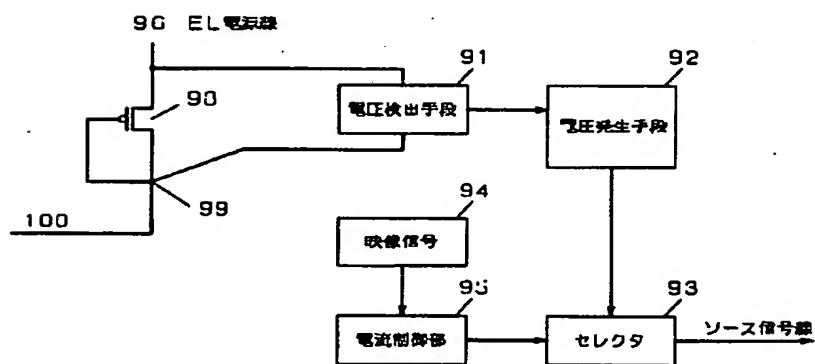 96 EL電源線
91
92
98
電圧検出手段
電圧発生手段
99
94
100
映像信号
95
93
電流制御部
セレクタ
ソース信号線